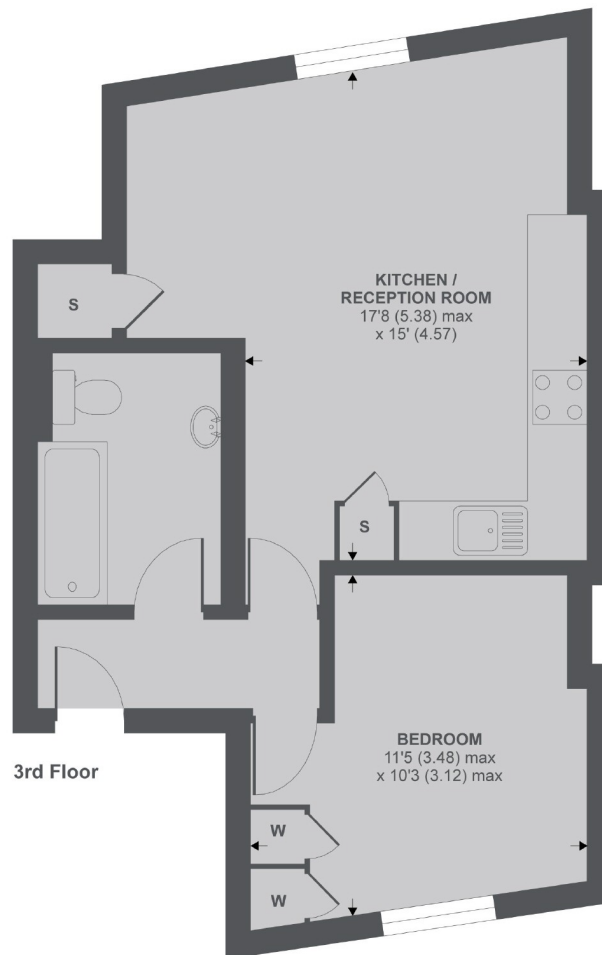 KITCHEN /
RECEPTION ROOM
17'8 (5.38) max
x 15' (4.57)
S
S
BEDROOM
11'5 (3.48) max
x 10'3 (3.12) max
3rd Floor
W
W